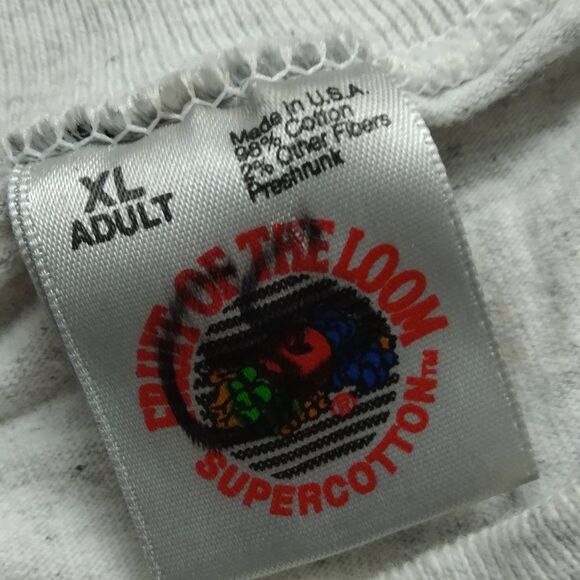 XL
ADULT
Made in U.S.A.
98% Cotton
2% Other Fibers
Preshrunk
FRUIT OF THE LOOM
®
SUPERCOTTON™